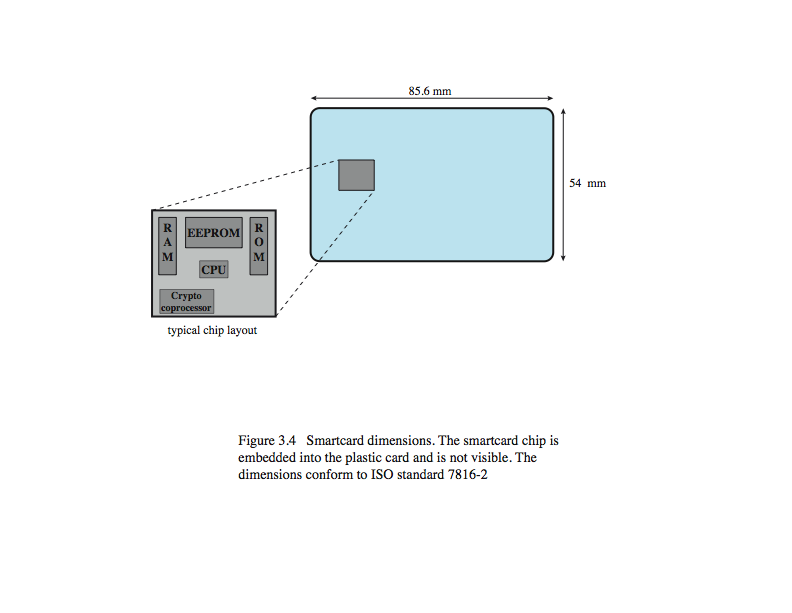 85.6 mm
54 mm
R
A
M
EEPROM
R
O
M
CPU
Crypto
coprocessor
typical chip layout
Figure 3.4 Smartcard dimensions. The smartcard chip is
embedded into the plastic card and is not visible. The
dimensions conform to ISO standard 7816-2